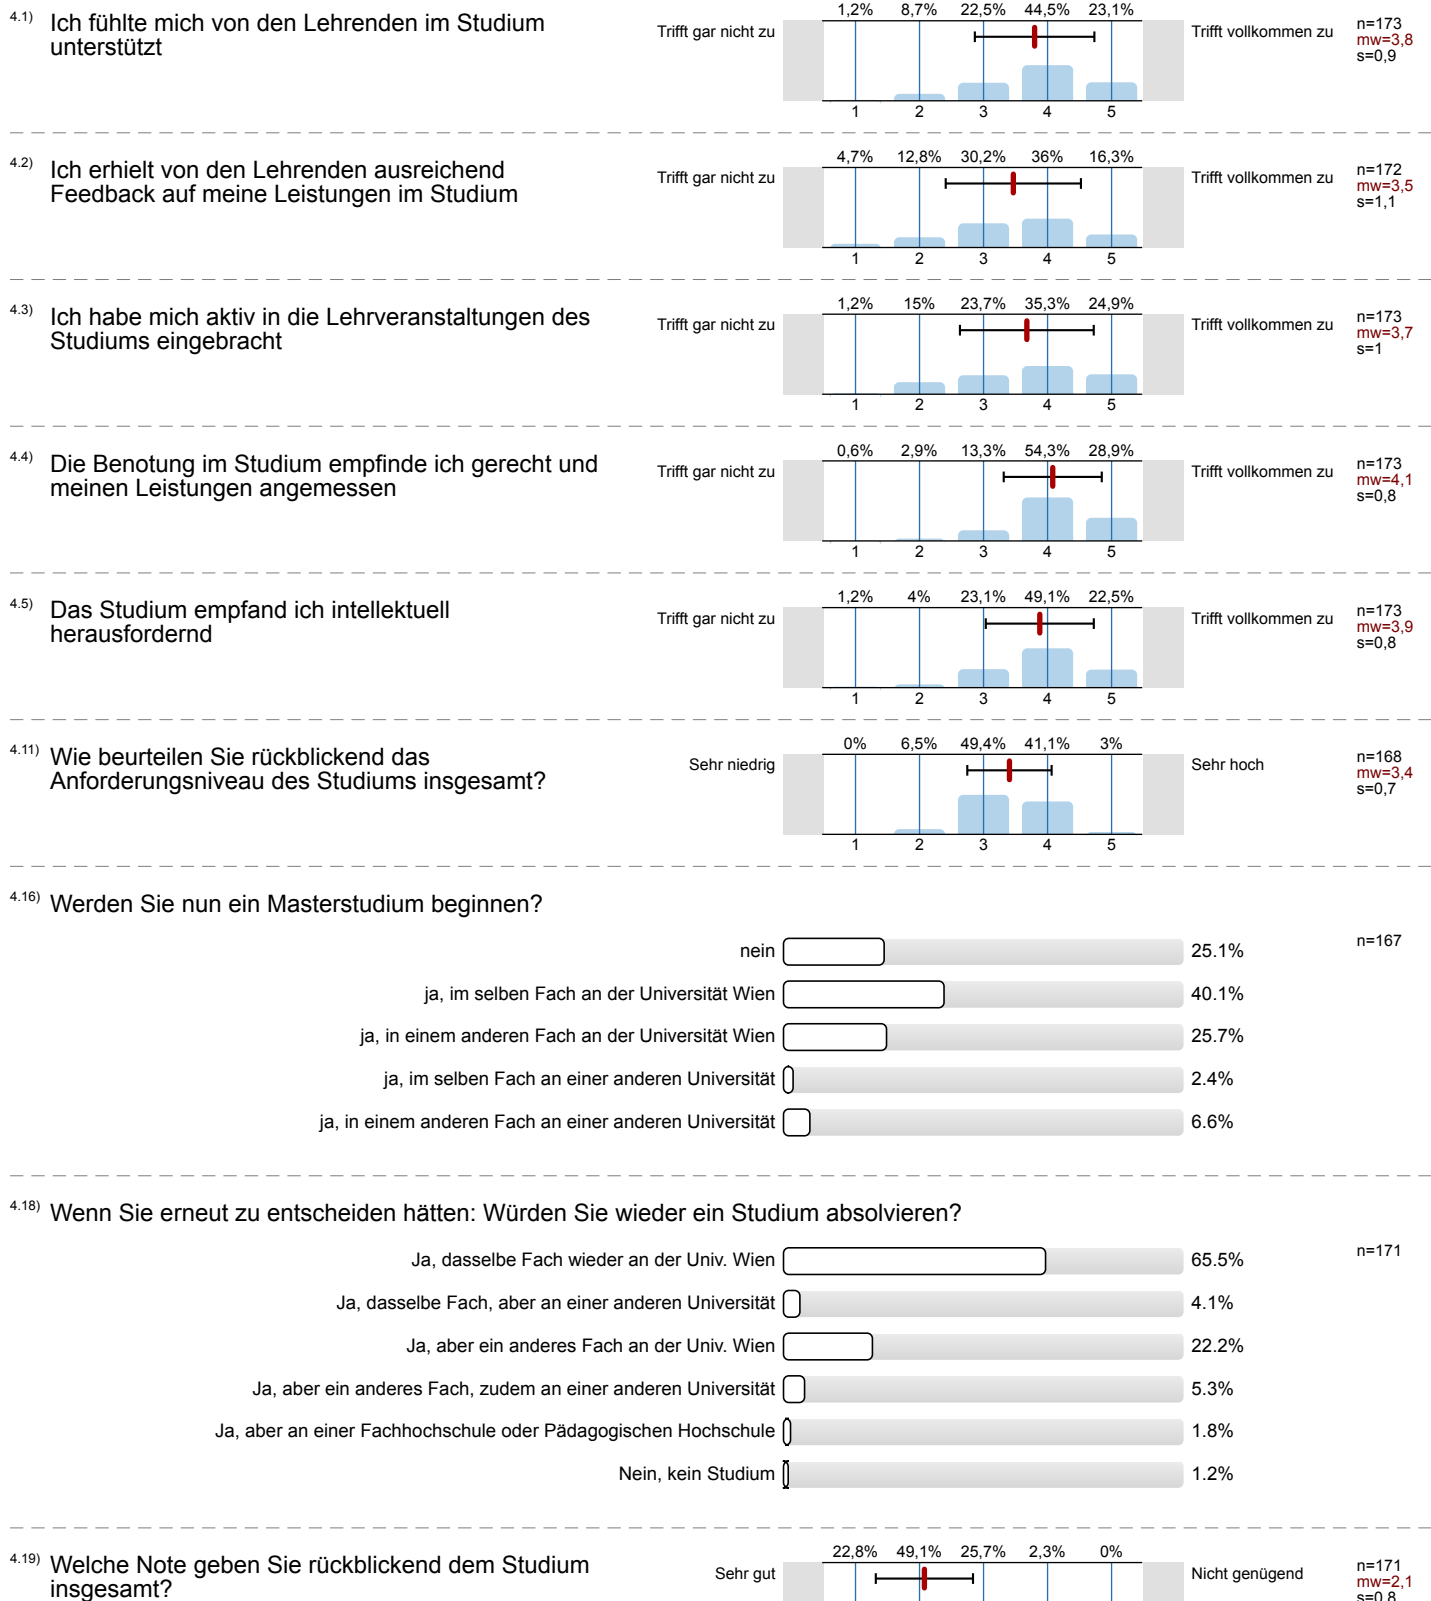 4.1) Ich fühlte mich von den Lehrenden im Studium
unterstützt
Trifft gar nicht zu
1,2% 8,7% 22,5% 44,5% 23,1%
1 2 3 4 5
Trifft vollkommen zu
n=173
mw=3,8
s=0,9
4.2) Ich erhielt von den Lehrenden ausreichend
Feedback auf meine Leistungen im Studium
Trifft gar nicht zu
4,7% 12,8% 30,2% 36% 16,3%
1 2 3 4 5
Trifft vollkommen zu
n=172
mw=3,5
s=1,1
4.3) Ich habe mich aktiv in die Lehrveranstaltungen des
Studiums eingebracht
Trifft gar nicht zu
1,2% 15% 23,7% 35,3% 24,9%
1 2 3 4 5
Trifft vollkommen zu
n=173
mw=3,7
s=1
4.4) Die Benotung im Studium empfinde ich gerecht und
meinen Leistungen angemessen
Trifft gar nicht zu
0,6% 2,9% 13,3% 54,3% 28,9%
1 2 3 4 5
Trifft vollkommen zu
n=173
mw=4,1
s=0,8
4.5) Das Studium empfand ich intellektuell
herausfordernd
Trifft gar nicht zu
1,2% 4% 23,1% 49,1% 22,5%
1 2 3 4 5
Trifft vollkommen zu
n=173
mw=3,9
s=0,8
4.11) Wie beurteilen Sie rückblickend das
Anforderungsniveau des Studiums insgesamt?
Sehr niedrig
0% 6,5% 49,4% 41,1% 3%
1 2 3 4 5
Sehr hoch
n=168
mw=3,4
s=0,7
4.16) Werden Sie nun ein Masterstudium beginnen?
n=167
nein 25.1%
ja, im selben Fach an der Universität Wien 40.1%
ja, in einem anderen Fach an der Universität Wien 25.7%
ja, im selben Fach an einer anderen Universität 2.4%
ja, in einem anderen Fach an einer anderen Universität 6.6%
4.18) Wenn Sie erneut zu entscheiden hätten: Würden Sie wieder ein Studium absolvieren?
n=171
Ja, dasselbe Fach wieder an der Univ. Wien 65.5%
Ja, dasselbe Fach, aber an einer anderen Universität 4.1%
Ja, aber ein anderes Fach an der Univ. Wien 22.2%
Ja, aber ein anderes Fach, zudem an einer anderen Universität 5.3%
Ja, aber an einer Fachhochschule oder Pädagogischen Hochschule 1.8%
Nein, kein Studium 1.2%
4.19) Welche Note geben Sie rückblickend dem Studium
insgesamt?
Sehr gut
22,8% 49,1% 25,7% 2,3% 0%
Nicht genügend
n=171
mw=2,1
s=0,8